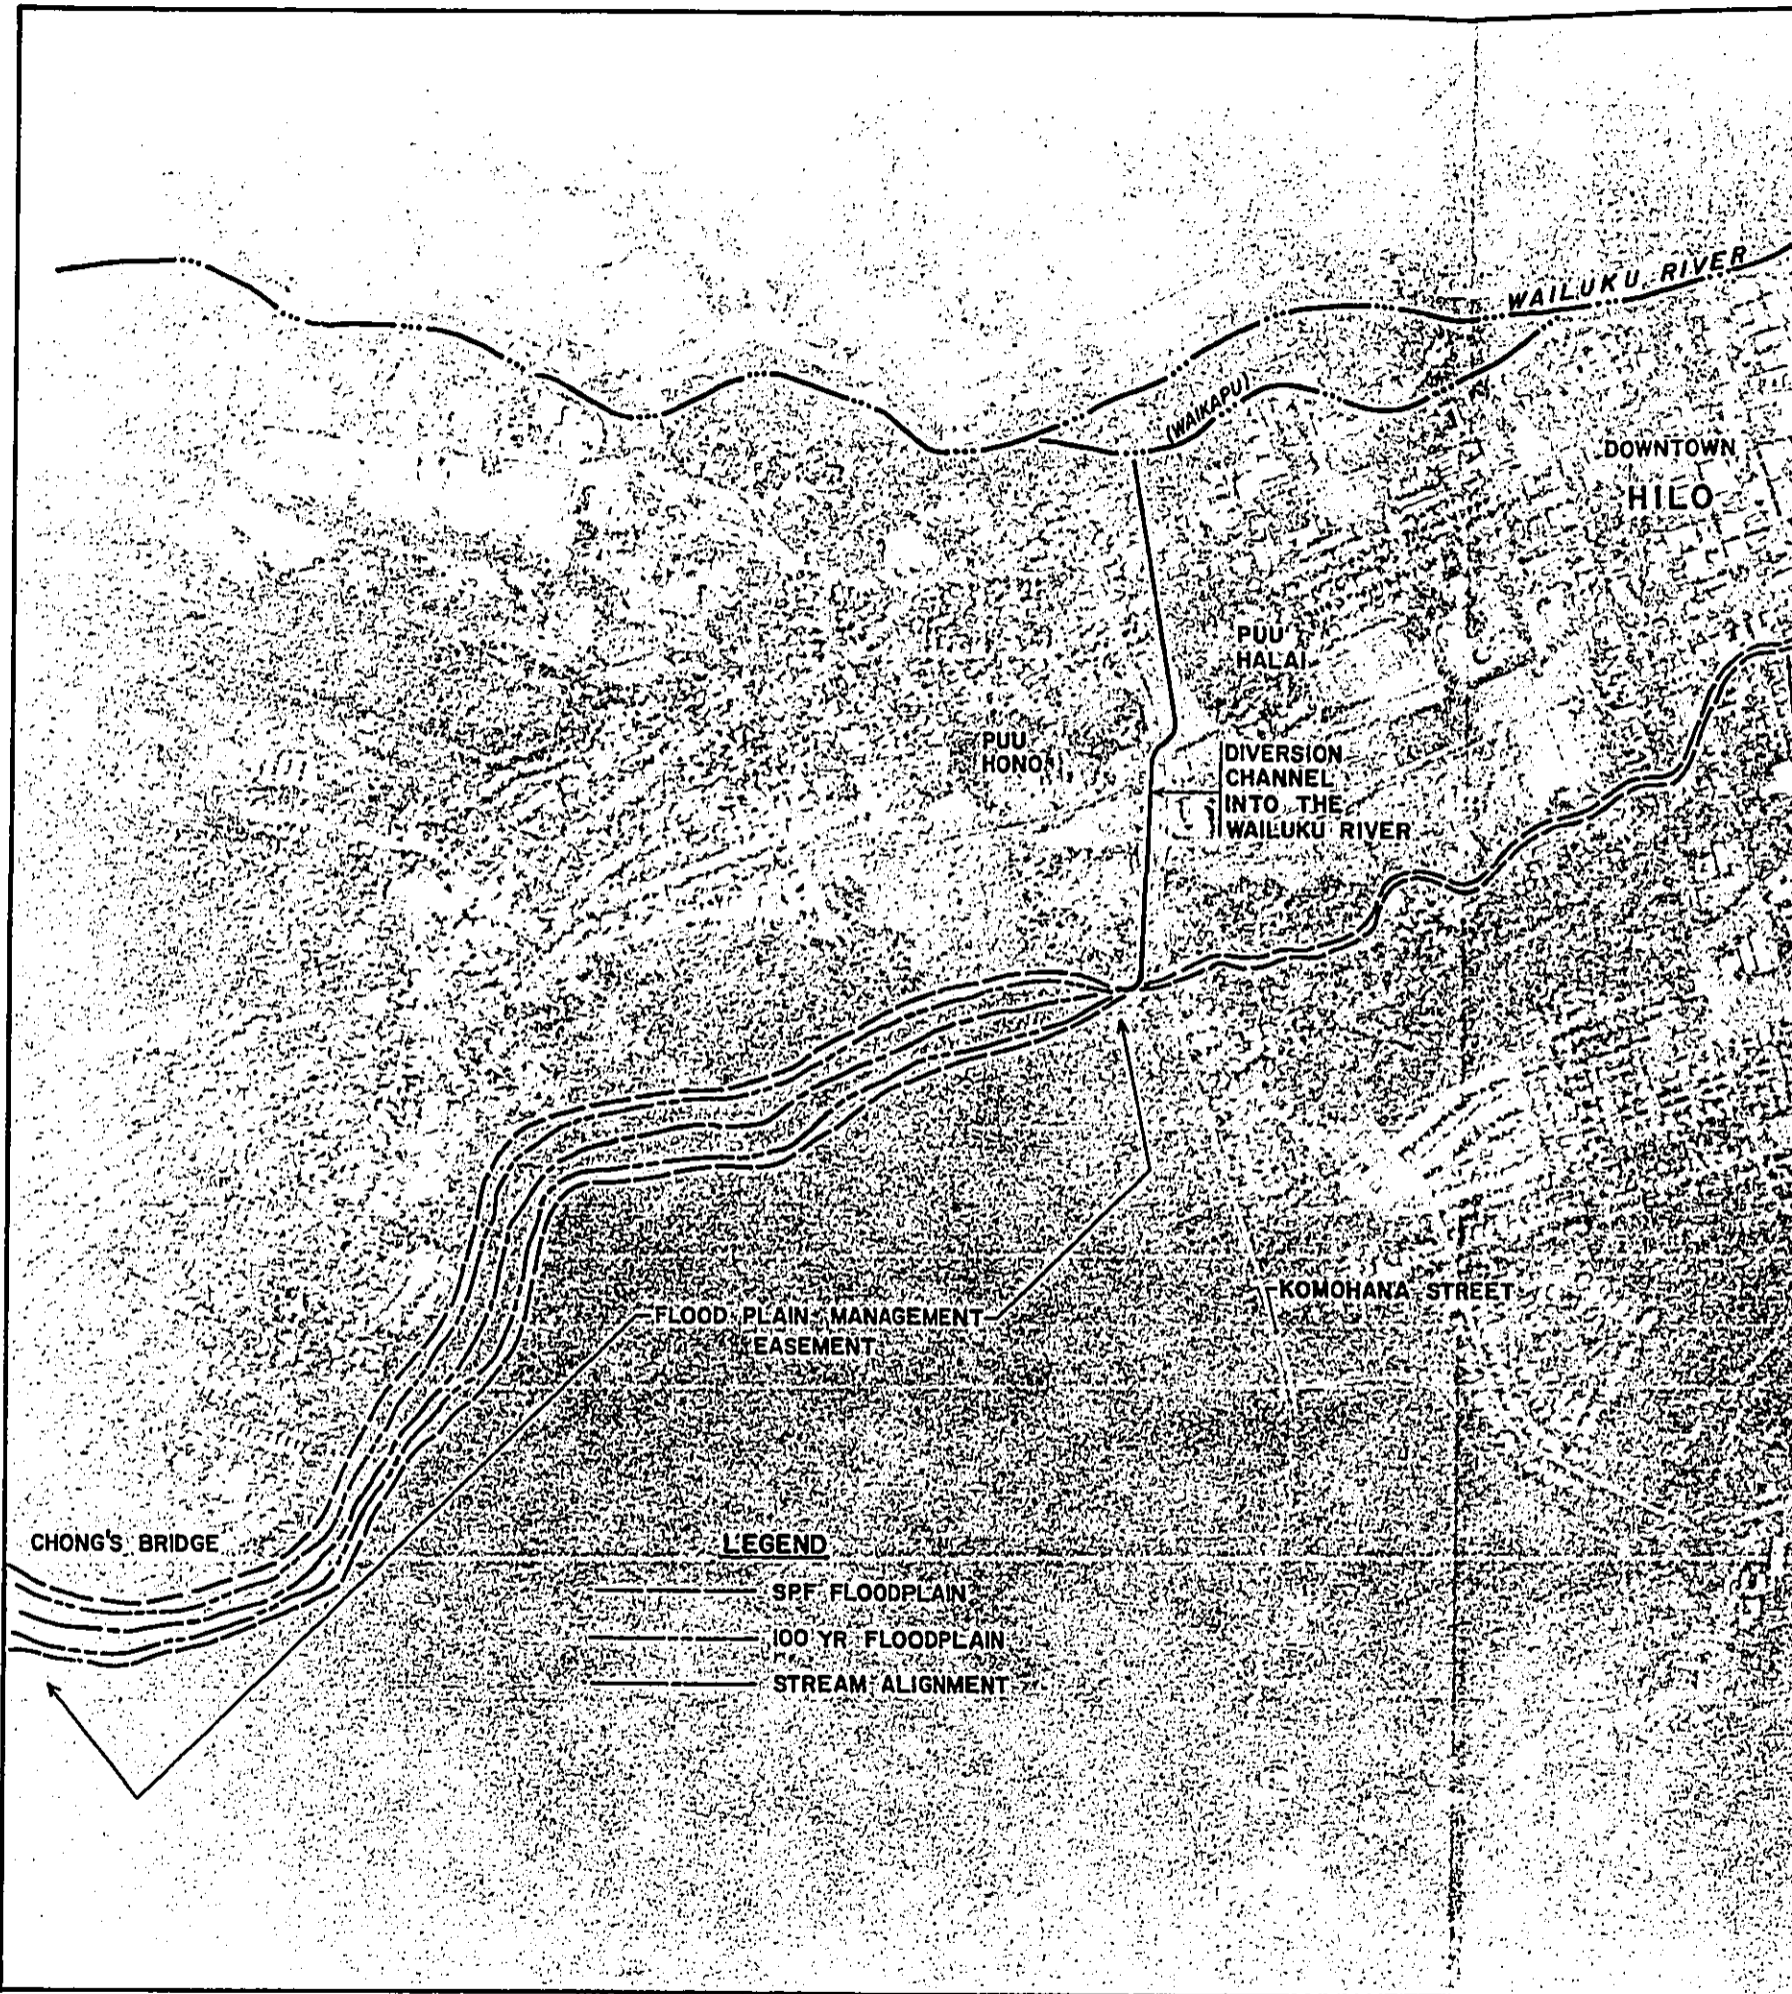 WAILUKU RIVER
(WAIKAPU)
DOWNTOWN
HILO
PUU
HALAI
PUU
HONO
DIVERSION
CHANNEL
INTO THE
WAILUKU RIVER
KOMOHANA STREET
FLOOD PLAIN MANAGEMENT
EASEMENT
CHONG'S BRIDGE
LEGEND
SPF FLOODPLAIN
100 YR FLOODPLAIN
STREAM ALIGNMENT